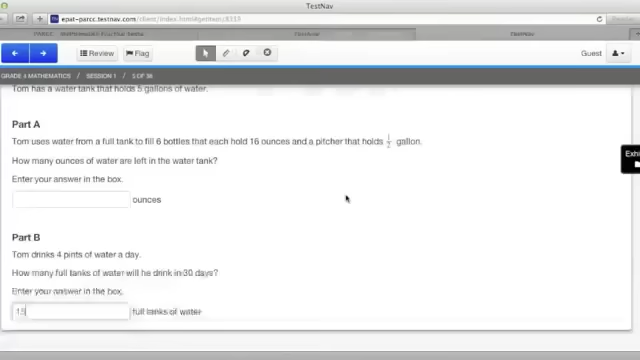 TestNav
epat-parcc.testnav.com/client/index.html#getitem/8310
TestNav
Review
Flag
Guest
GRADE 5 MATHEMATICS / SESSION 1 / 5 OF 36
Tom has a water tank that holds 5 gallons of water.
Part A
Tom uses water from a full tank to fill 6 bottles that each hold 16 ounces and a pitcher that holds 1/2 gallon.
How many ounces of water are left in the water tank?
Enter your answer in the box.
ounces
Exhi
Part B
Tom drinks 4 pints of water a day.
How many full tanks of water will he drink in 30 days?
Enter your answer in the box.
15 full tanks of water